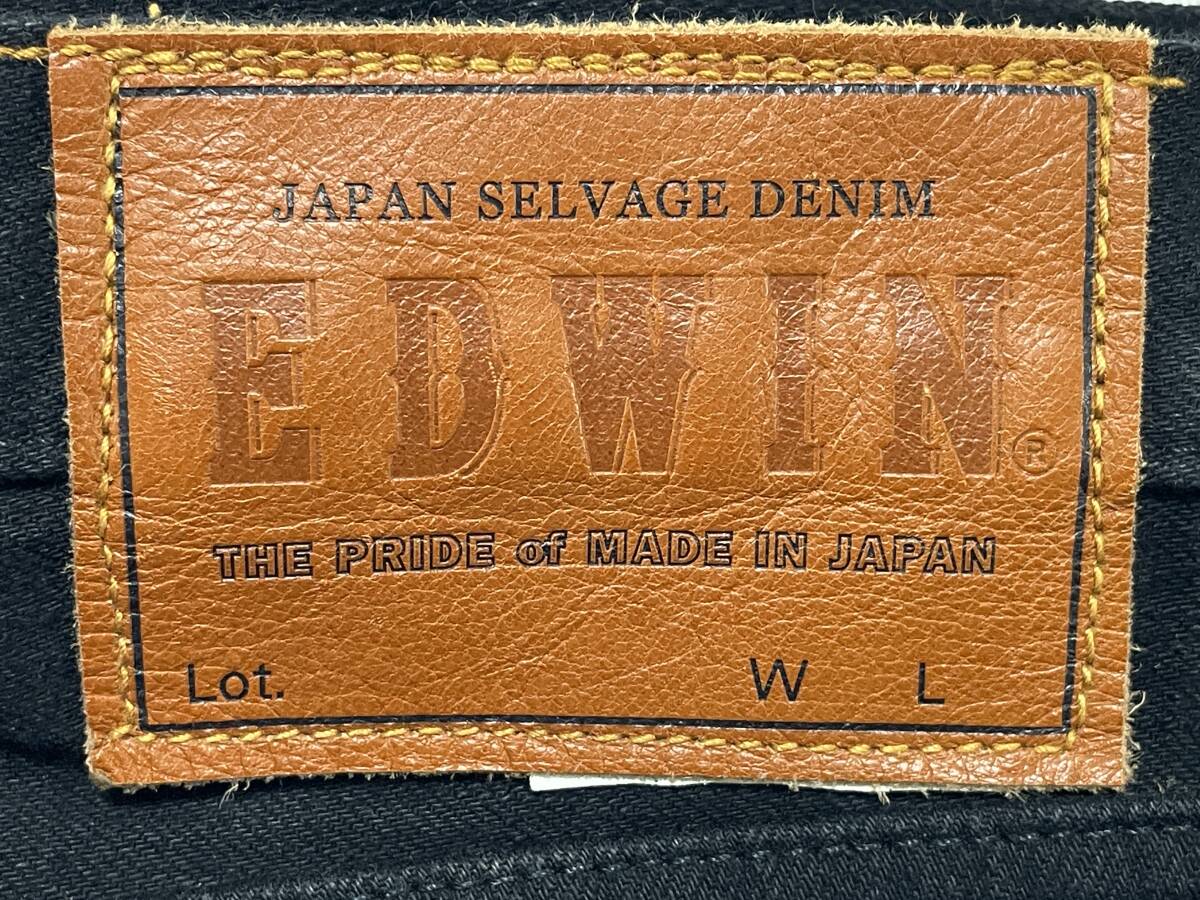 JAPAN SELVAGE DENIM
EDWIN®
THE PRIDE of MADE IN JAPAN
Lot. W L